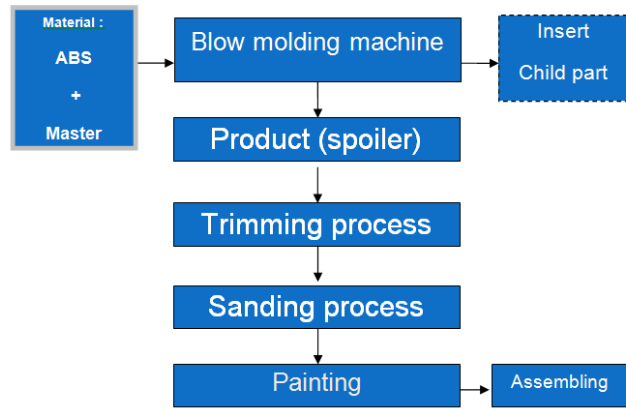 Material :
ABS
+
Master
Blow molding machine
Insert
Child part
Product (spoiler)
Trimming process
Sanding process
Painting
Assembling